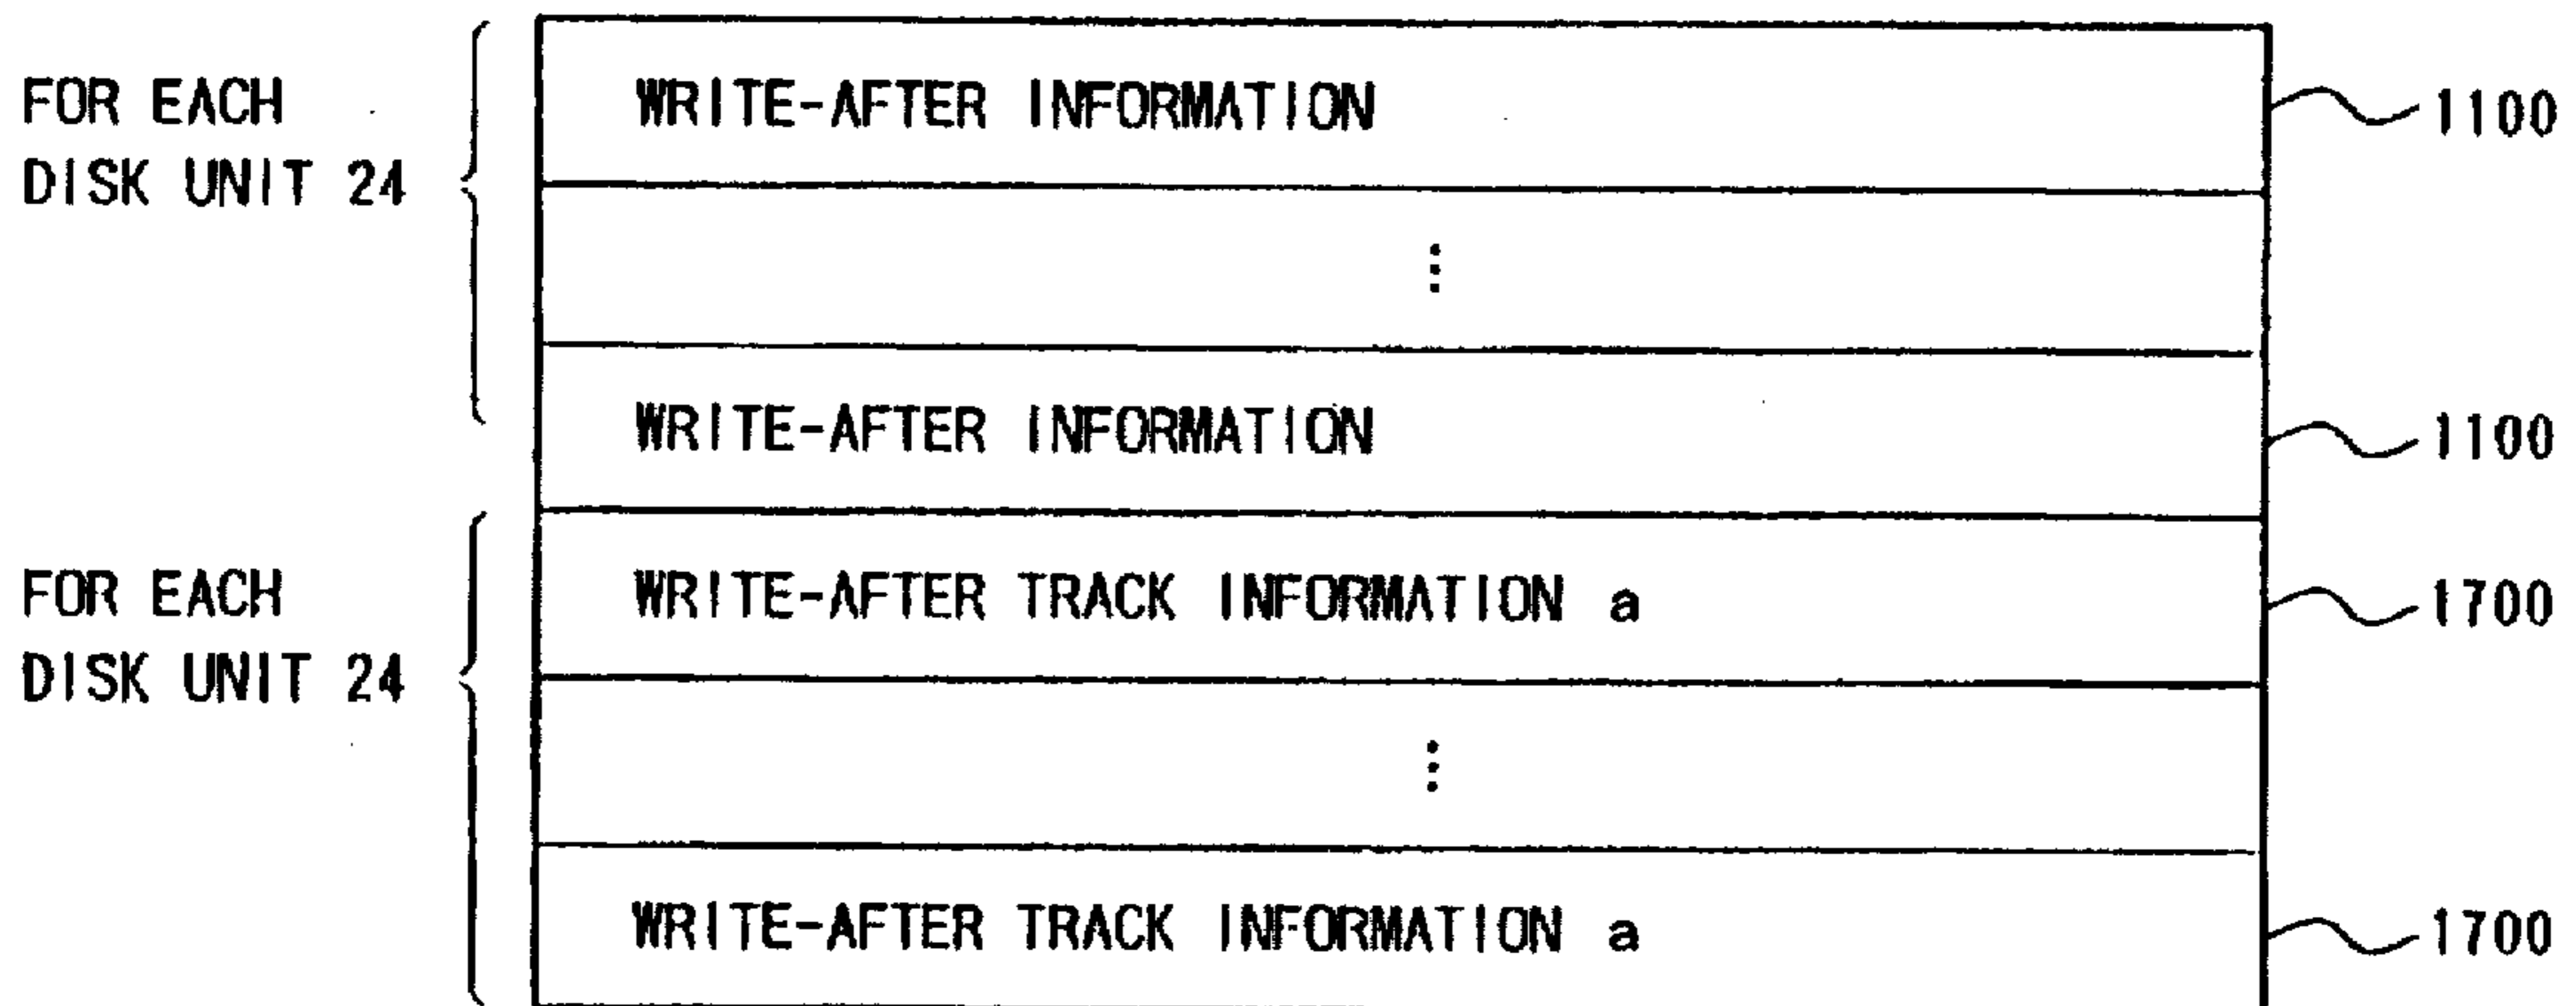 FOR EACH
DISK UNIT 24
WRITE-AFTER INFORMATION
1100
⋮
WRITE-AFTER INFORMATION
1100
FOR EACH
DISK UNIT 24
WRITE-AFTER TRACK INFORMATION a
1700
⋮
WRITE-AFTER TRACK INFORMATION a
1700